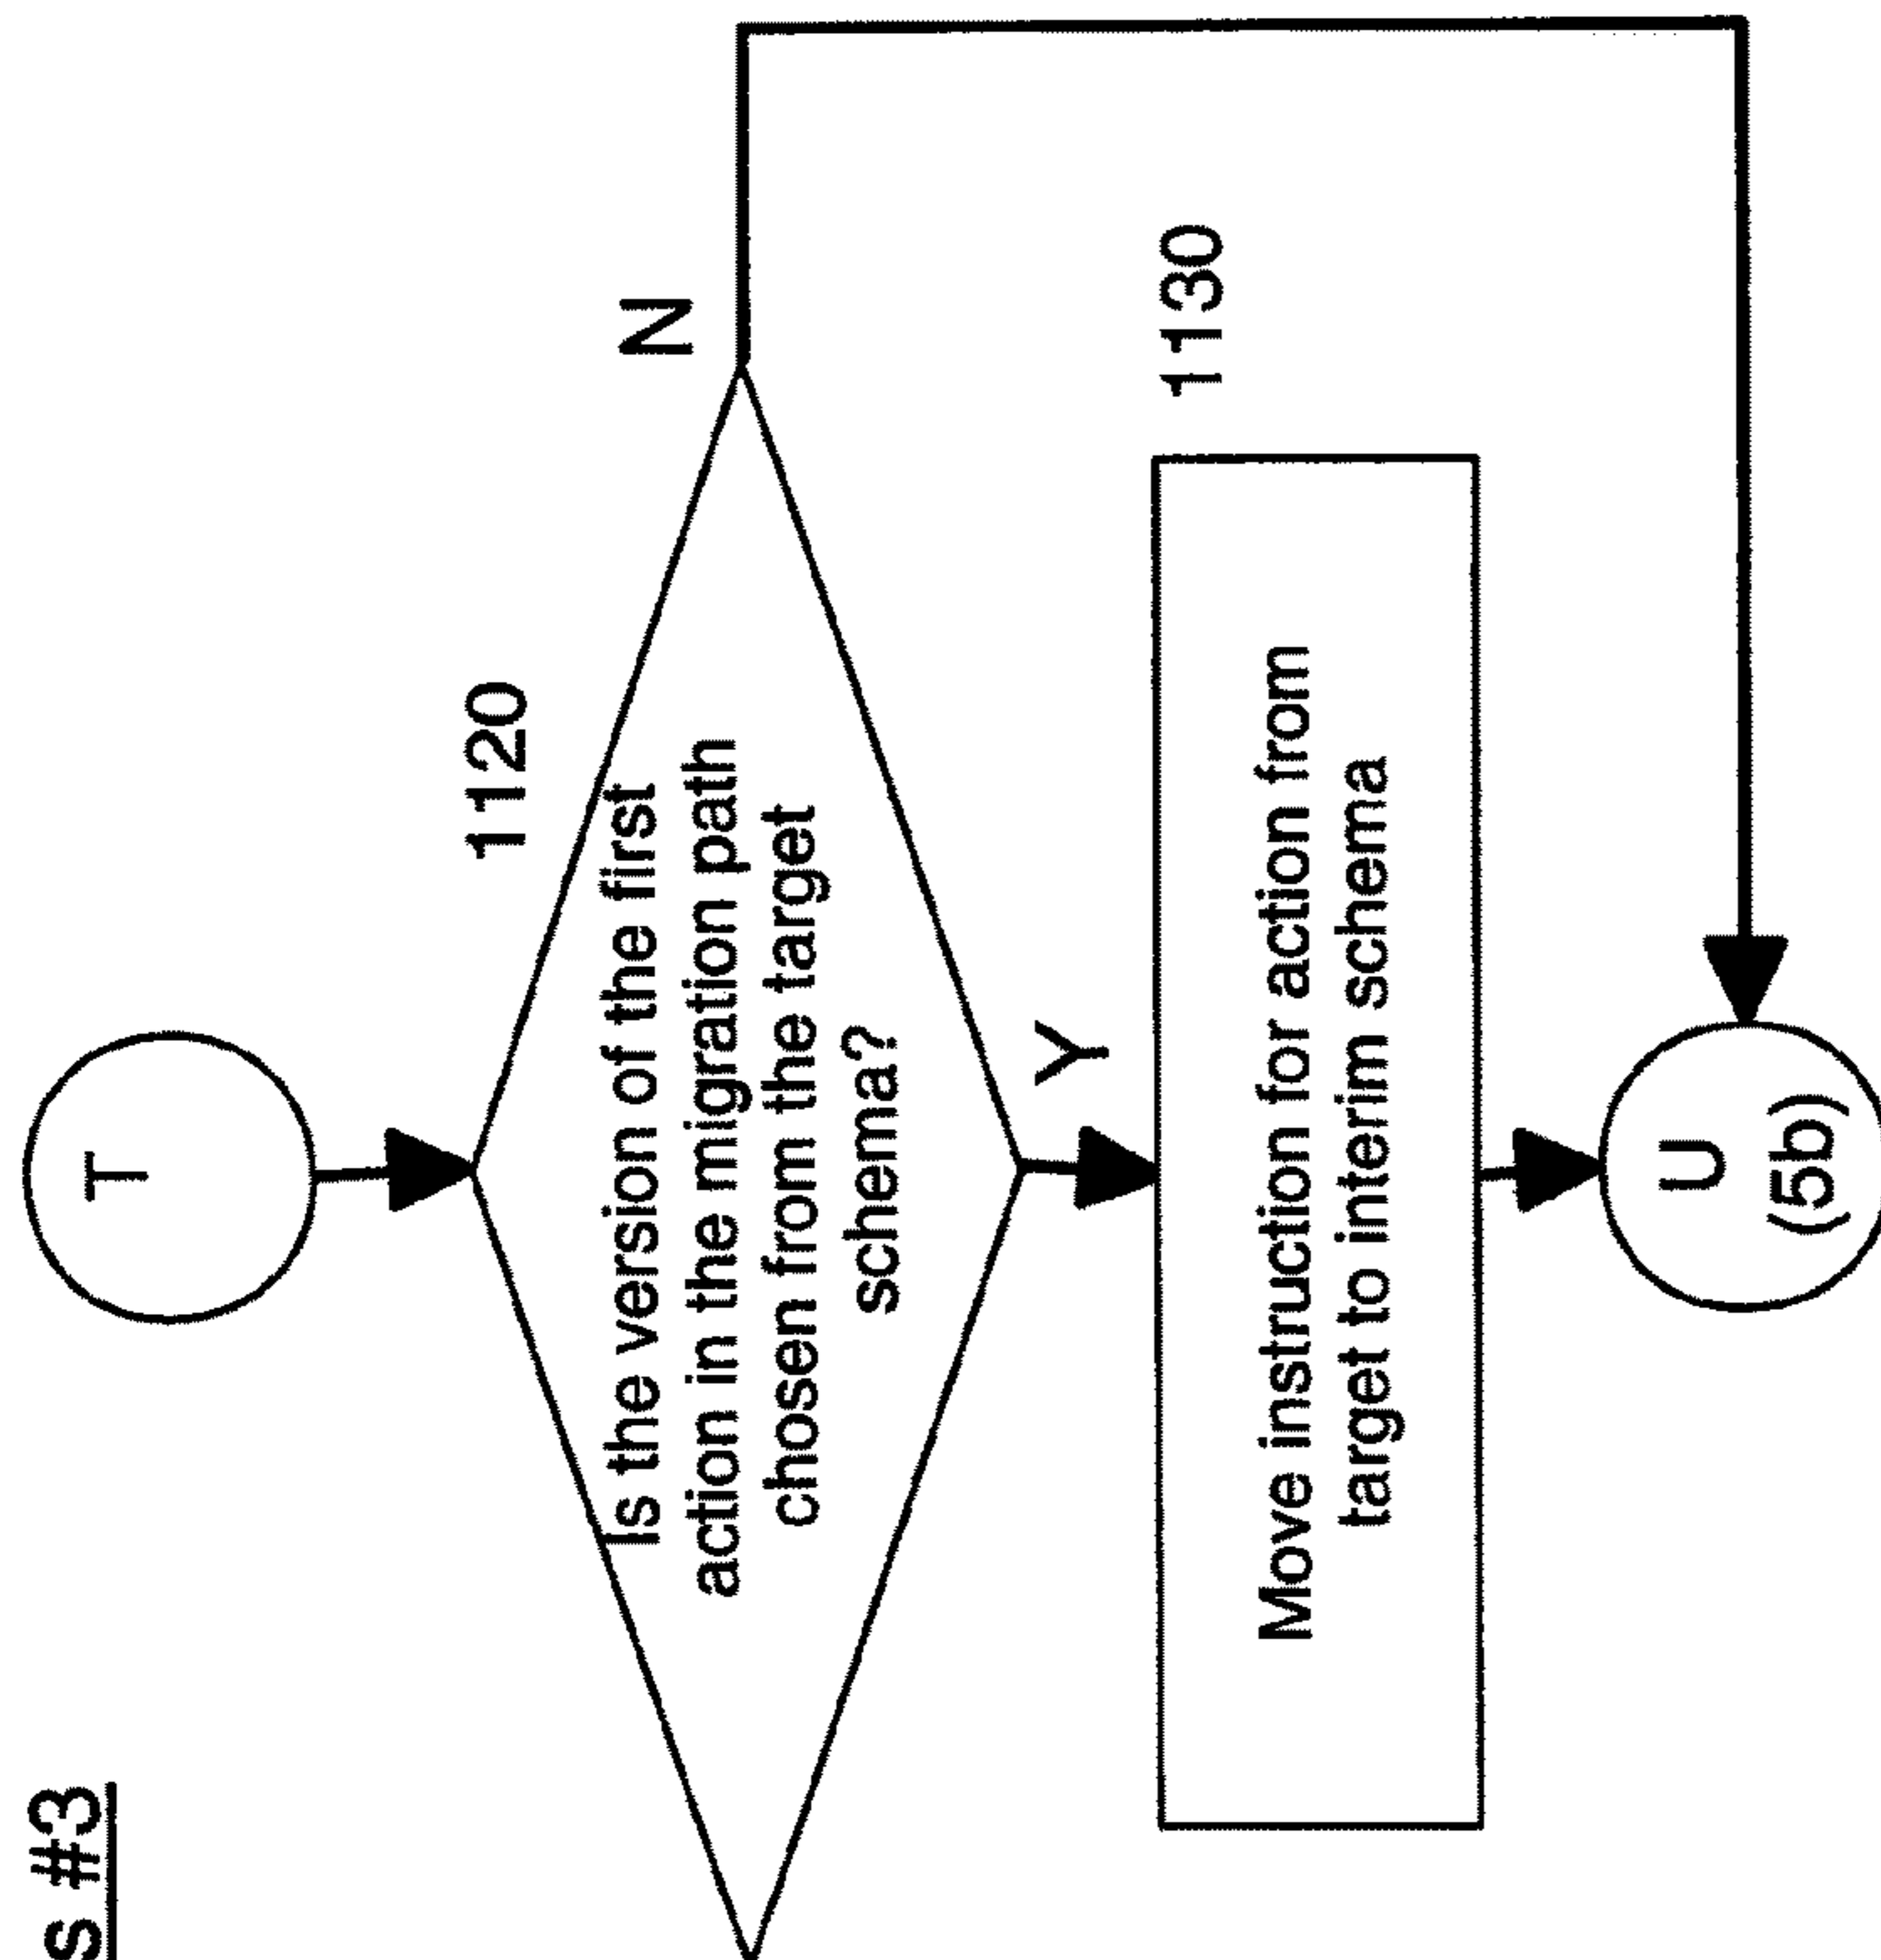 s #3
T
1120
Is the version of the first
action in the migration path
chosen from the target
schema?
N
Y
1130
Move instruction for action from
target to interim schema
U
(5b)